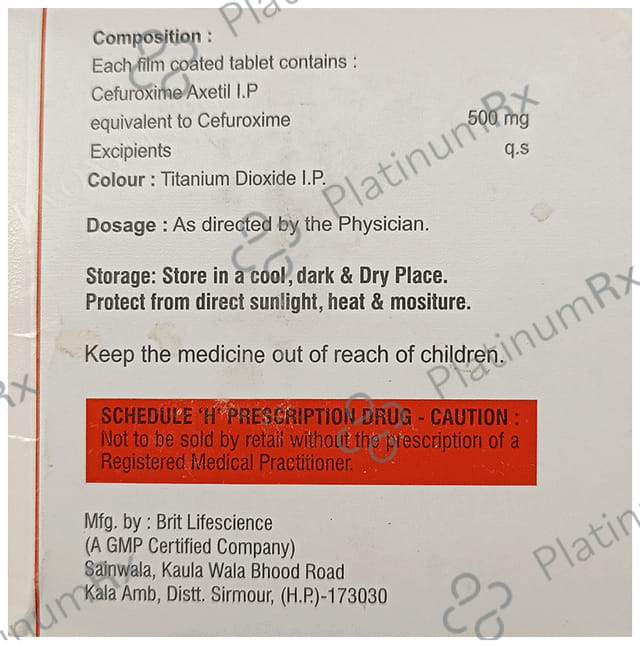 Composition :
Each film coated tablet contains :
Cefuroxime Axetil I.P
equivalent to Cefuroxime 500 mg
Excipients q.s
Colour : Titanium Dioxide I.P.
Dosage : As directed by the Physician.
Storage: Store in a cool, dark & Dry Place.
Protect from direct sunlight, heat & mositure.
Keep the medicine out of reach of children.
SCHEDULE 'H' PRESCRIPTION DRUG - CAUTION :
Not to be sold by retail without the prescription of a
Registered Medical Practitioner.
Mfg. by : Brit Lifescience
(A GMP Certified Company)
Sainwala, Kaula Wala Bhood Road
Kala Amb, Distt. Sirmour, (H.P.)-173030
PlatinumRx
PlatinumRx